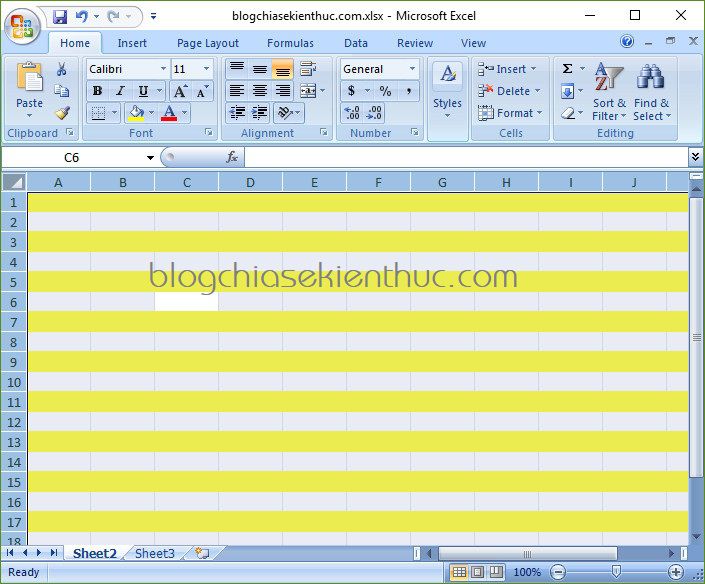 blogchiasekienthuc.com.xlsx - Microsoft Excel
Home Insert Page Layout Formulas Data Review View
Calibri 11 General Insert Σ
Paste B I U A A $ % , Styles Delete Sort & Find &
A .00 .00 Format Filter Select
Clipboard Font Alignment Number Cells Editing
C6 fx
A B C D E F G H I J
1
2
3
4
blogchiasekienthuc.com
5
6
7
8
9
10
11
12
13
14
15
16
17
18
Sheet2 Sheet3
Ready 100%